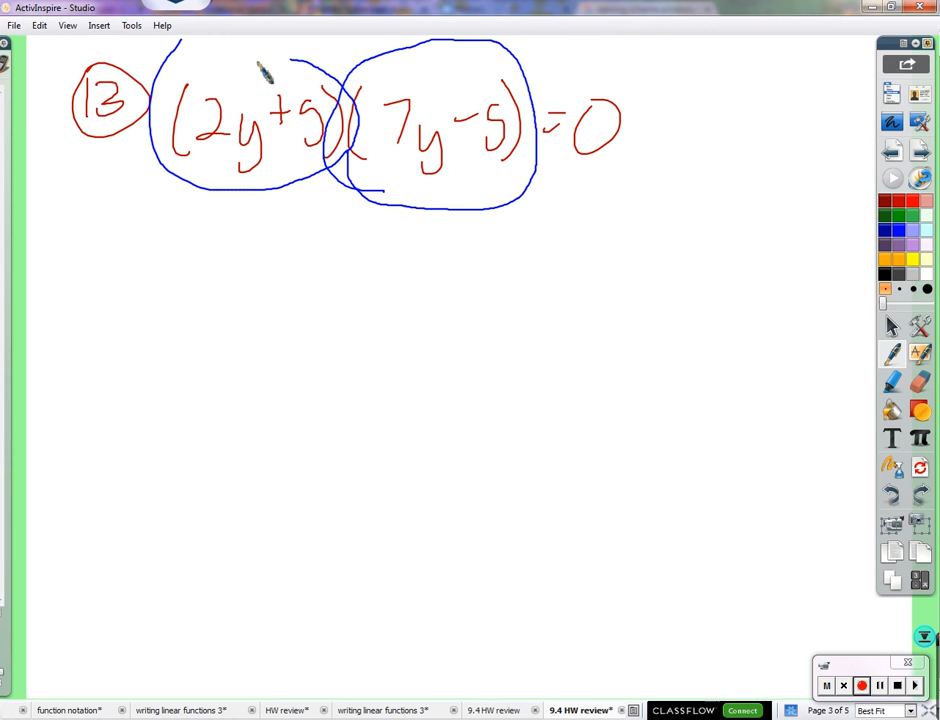 ActivInspire - Studio
File Edit View Insert Tools Help
13 (2y+5)(7y-5)=0
function notation* writing linear functions 3* HW review* writing linear functions 3* 9.4 HW review 9.4 HW review* CLASSFLOW Connect Page 3 of 5 Best Fit